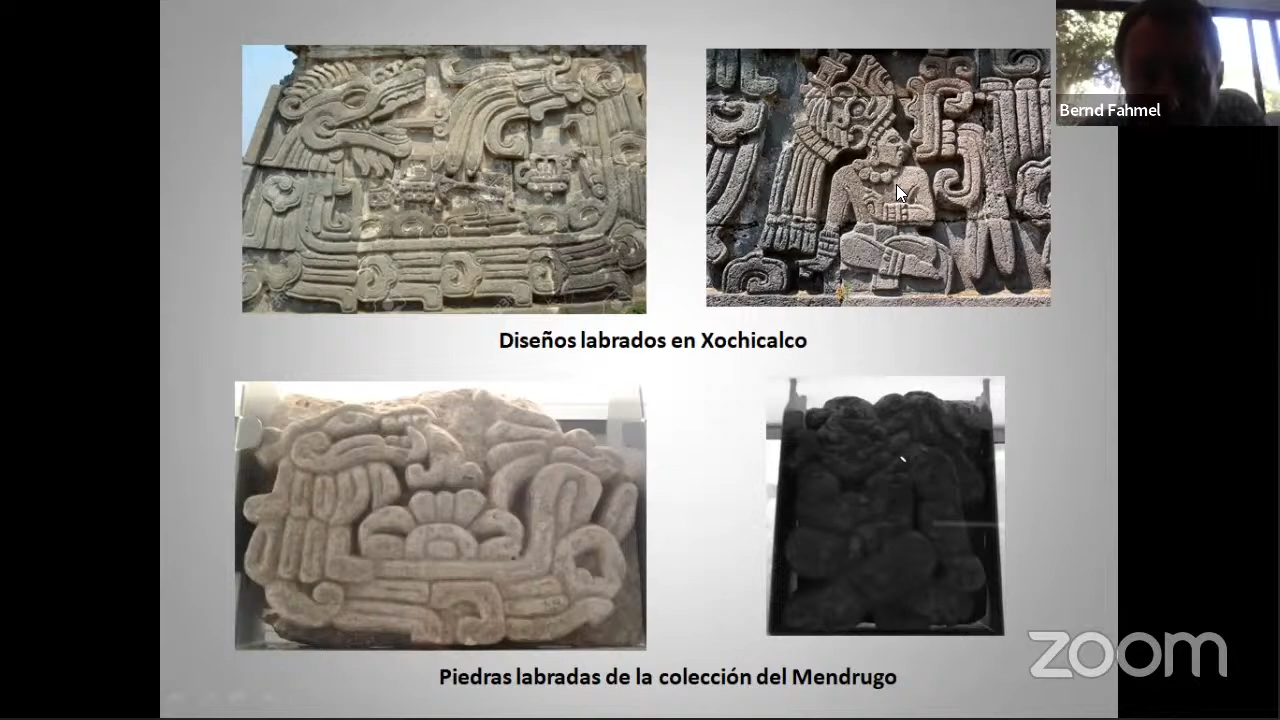 Bernd Fahmel
Diseños labrados en Xochicalco
Piedras labradas de la colección del Mendrugo
zoom